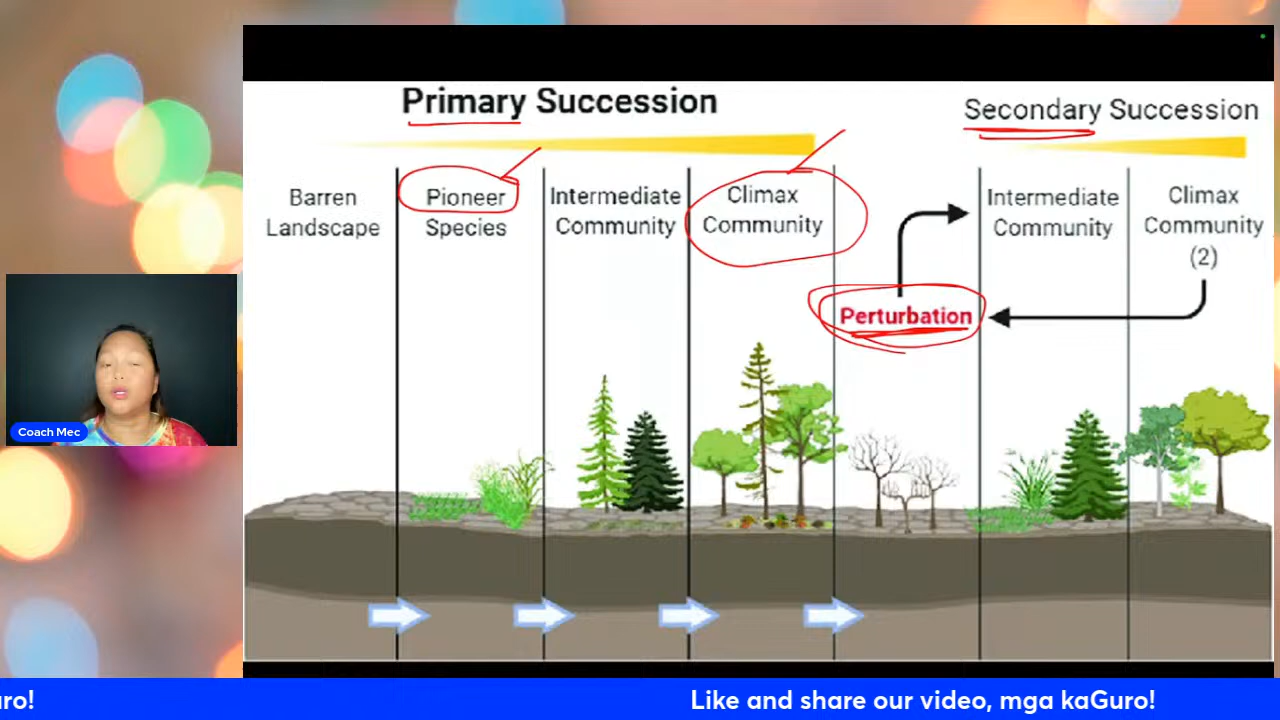 Primary Succession
Secondary Succession
Barren
Landscape
Pioneer
Species
Intermediate
Community
Climax
Community
Perturbation
Intermediate
Community
Climax
Community
(2)
Coach Mec
uro!
Like and share our video, mga kaGuro!